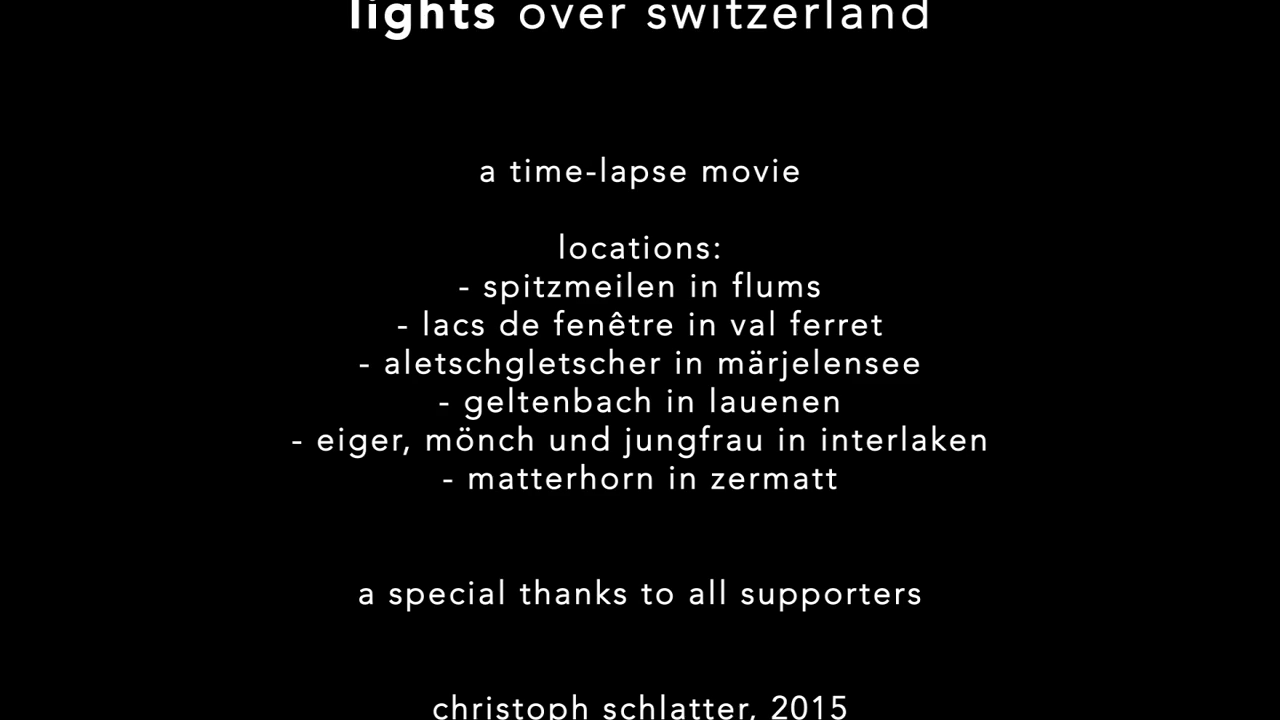 lights over switzerland
a time-lapse movie
locations:
- spitzmeilen in flums
- lacs de fenêtre in val ferret
- aletschgletscher in märjelensee
- geltenbach in lauenen
- eiger, mönch und jungfrau in interlaken
- matterhorn in zermatt
a special thanks to all supporters
christoph schlatter, 2015